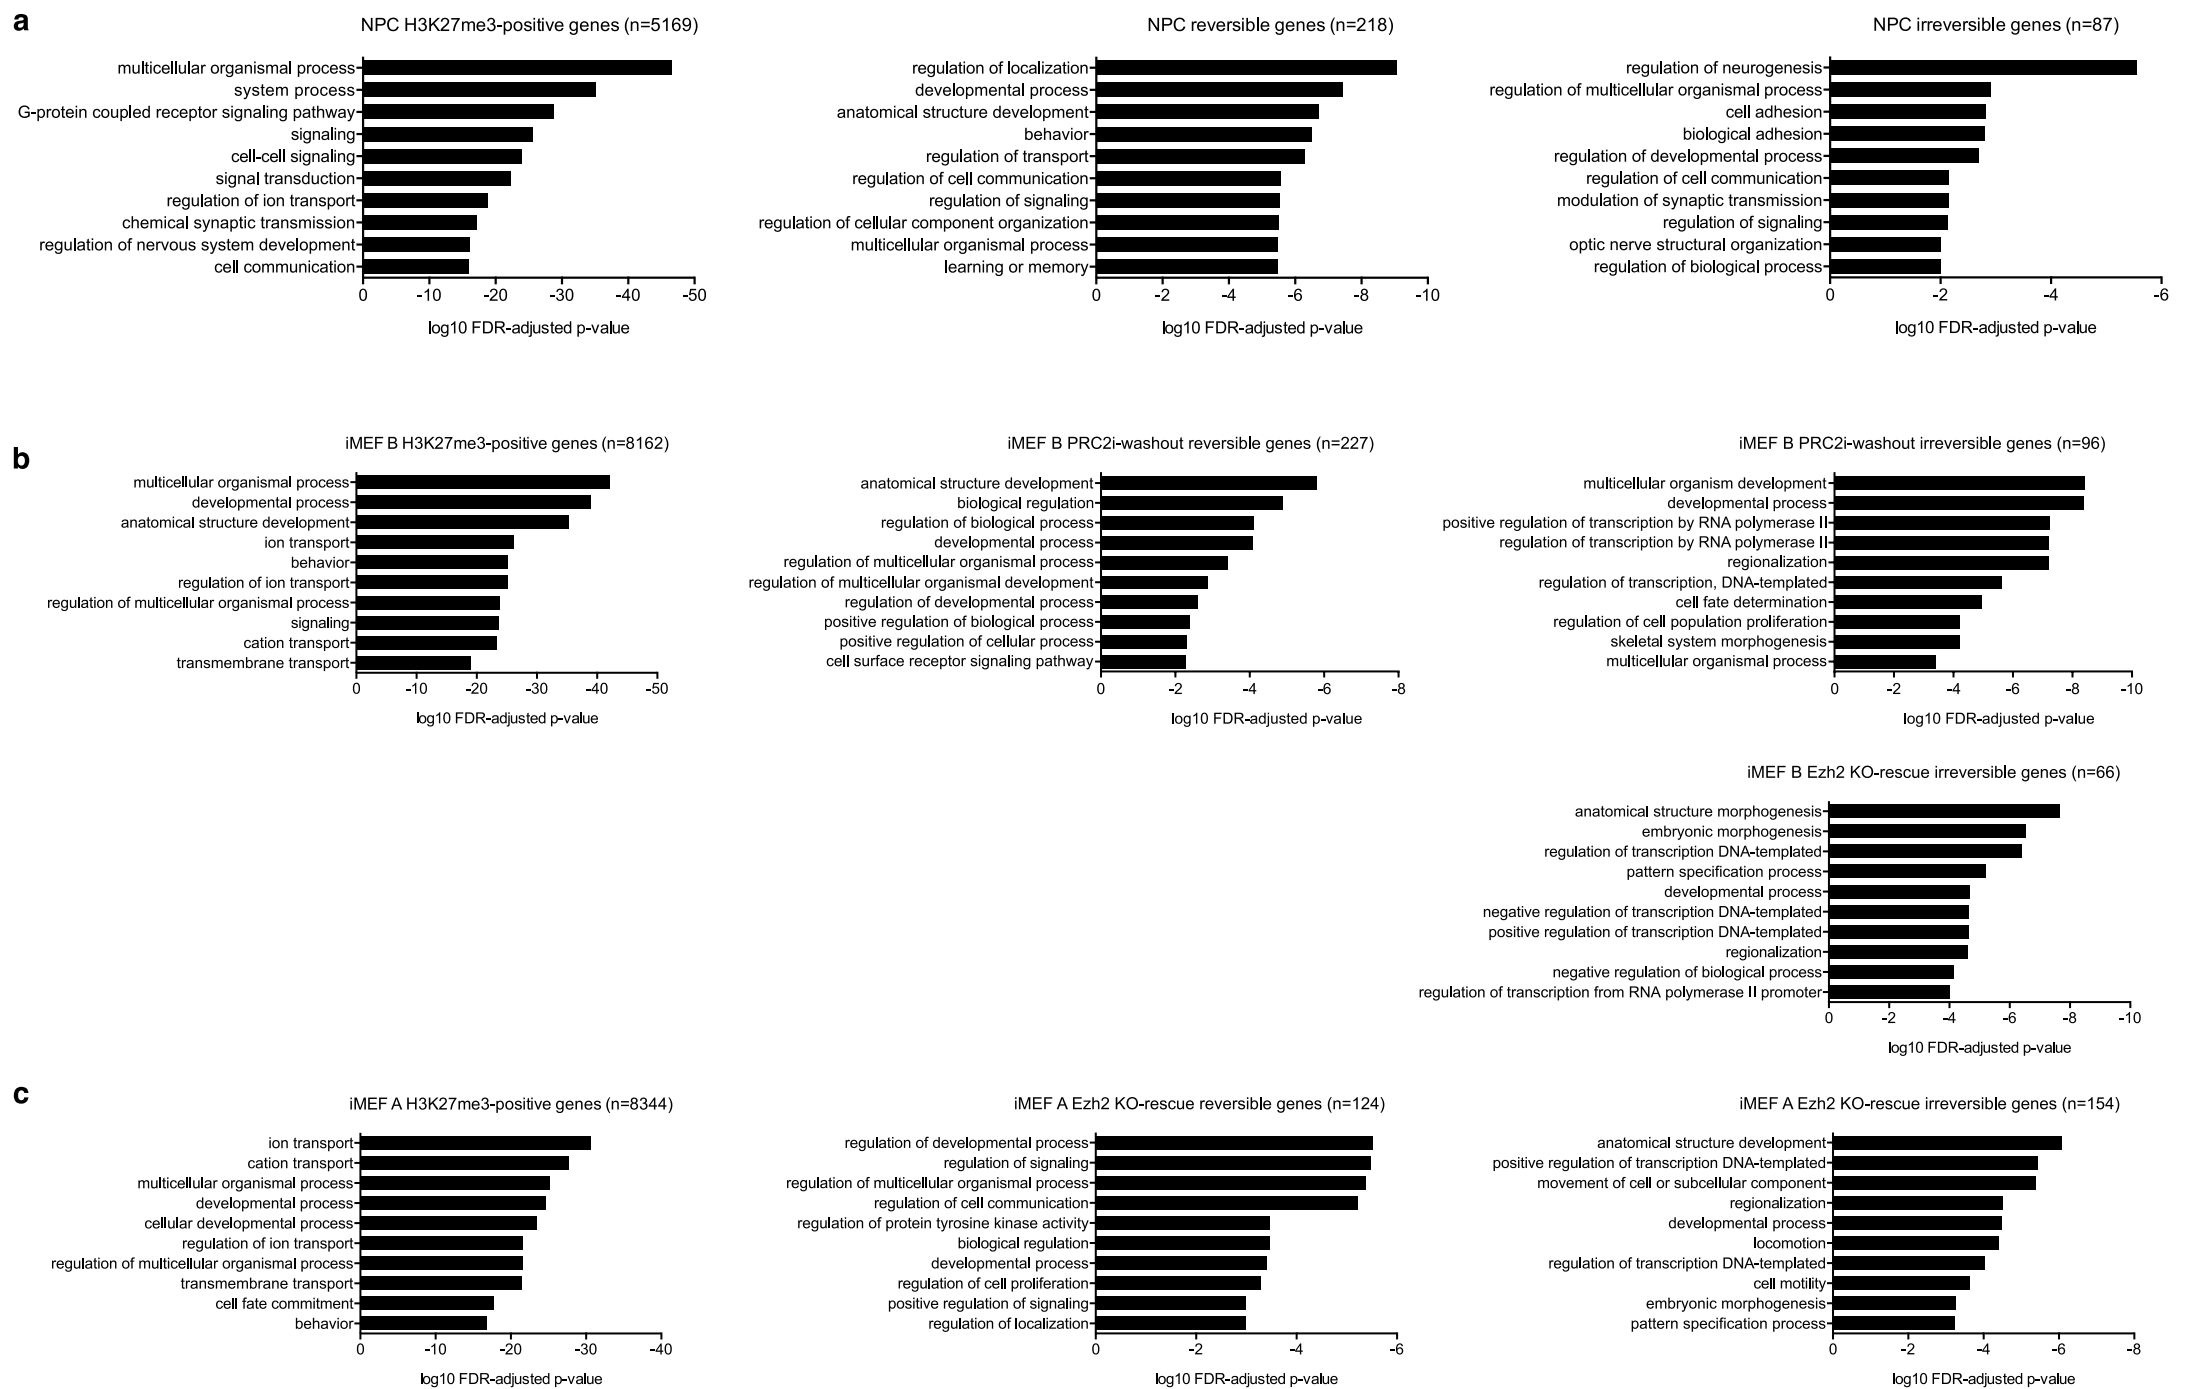 a
NPC H3K27me3-positive genes (n=5169)
multicellular organismal process
system process
G-protein coupled receptor signaling pathway
signaling
cell-cell signaling
signal transduction
regulation of ion transport
chemical synaptic transmission
regulation of nervous system development
cell communication
0 -10 -20 -30 -40 -50
log10 FDR-adjusted p-value
NPC reversible genes (n=218)
regulation of localization
developmental process
anatomical structure development
behavior
regulation of transport
regulation of cell communication
regulation of signaling
regulation of cellular component organization
multicellular organismal process
learning or memory
0 -2 -4 -6 -8 -10
log10 FDR-adjusted p-value
NPC irreversible genes (n=87)
regulation of neurogenesis
regulation of multicellular organismal process
cell adhesion
biological adhesion
regulation of developmental process
regulation of cell communication
modulation of synaptic transmission
regulation of signaling
optic nerve structural organization
regulation of biological process
0 -2 -4 -6
log10 FDR-adjusted p-value
b
iMEF B H3K27me3-positive genes (n=8162)
multicellular organismal process
developmental process
anatomical structure development
ion transport
behavior
regulation of ion transport
regulation of multicellular organismal process
signaling
cation transport
transmembrane transport
0 -10 -20 -30 -40 -50
log10 FDR-adjusted p-value
iMEF B PRC2i-washout reversible genes (n=227)
anatomical structure development
biological regulation
regulation of biological process
developmental process
regulation of multicellular organismal process
regulation of multicellular organismal development
regulation of developmental process
positive regulation of biological process
positive regulation of cellular process
cell surface receptor signaling pathway
0 -2 -4 -6 -8
log10 FDR-adjusted p-value
iMEF B PRC2i-washout irreversible genes (n=96)
multicellular organism development
developmental process
positive regulation of transcription by RNA polymerase II
regulation of transcription by RNA polymerase II
regionalization
regulation of transcription, DNA-templated
cell fate determination
regulation of cell population proliferation
skeletal system morphogenesis
multicellular organismal process
0 -2 -4 -6 -8 -10
log10 FDR-adjusted p-value
iMEF B Ezh2 KO-rescue irreversible genes (n=66)
anatomical structure morphogenesis
embryonic morphogenesis
regulation of transcription DNA-templated
pattern specification process
developmental process
negative regulation of transcription DNA-templated
positive regulation of transcription DNA-templated
regionalization
negative regulation of biological process
regulation of transcription from RNA polymerase II promoter
0 -2 -4 -6 -8 -10
log10 FDR-adjusted p-value
c
iMEF A H3K27me3-positive genes (n=8344)
ion transport
cation transport
multicellular organismal process
developmental process
cellular developmental process
regulation of ion transport
regulation of multicellular organismal process
transmembrane transport
cell fate commitment
behavior
0 -10 -20 -30 -40
log10 FDR-adjusted p-value
iMEF A Ezh2 KO-rescue reversible genes (n=124)
regulation of developmental process
regulation of signaling
regulation of multicellular organismal process
regulation of cell communication
regulation of protein tyrosine kinase activity
biological regulation
developmental process
regulation of cell proliferation
positive regulation of signaling
regulation of localization
0 -2 -4 -6
log10 FDR-adjusted p-value
iMEF A Ezh2 KO-rescue irreversible genes (n=154)
anatomical structure development
positive regulation of transcription DNA-templated
movement of cell or subcellular component
regionalization
developmental process
locomotion
regulation of transcription DNA-templated
cell motility
embryonic morphogenesis
pattern specification process
0 -2 -4 -6 -8
log10 FDR-adjusted p-value